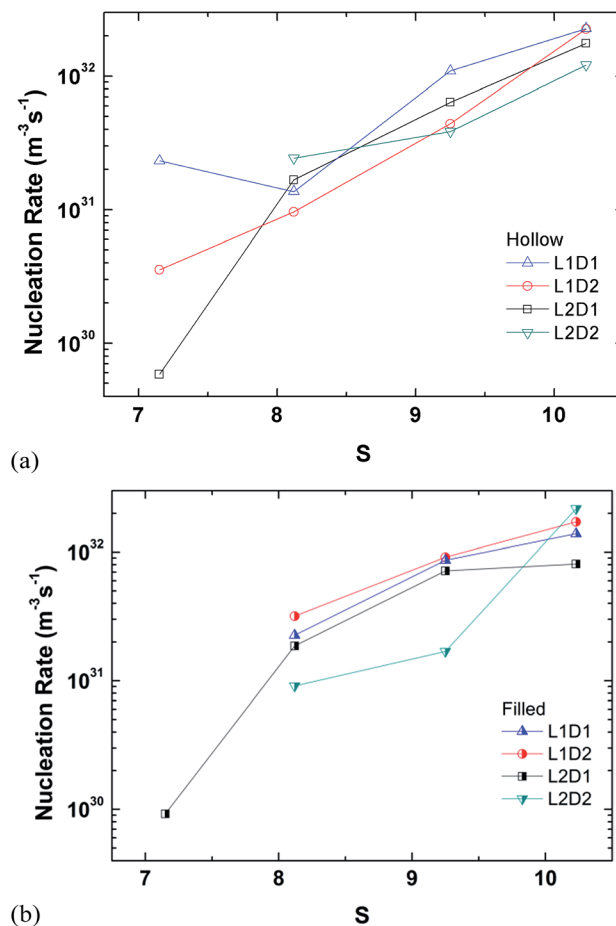 10³²
10³¹
10³⁰
Nucleation Rate (m⁻³s⁻¹)
Hollow
L1D1
L1D2
L2D1
L2D2
7 8 9 10
S
(a)
10³²
10³¹
10³⁰
Nucleation Rate (m⁻³s⁻¹)
Filled
L1D1
L1D2
L2D1
L2D2
7 8 9 10
S
(b)